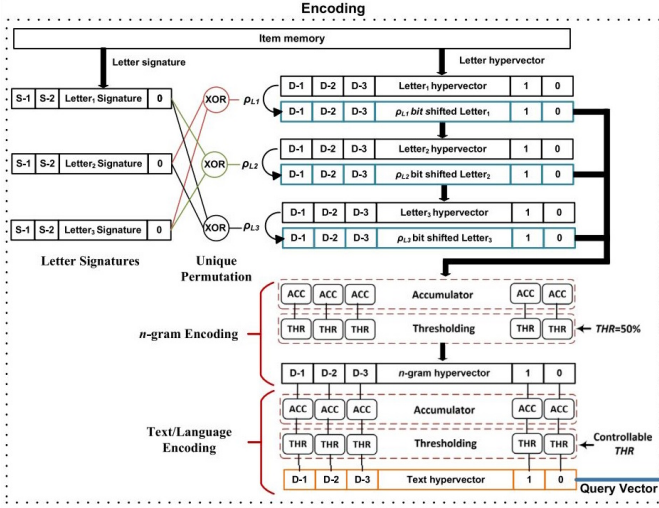 Encoding
Item memory
Letter signature
Letter hypervector
S-1 S-2 Letter1 Signature 0
XOR
ρL1
D-1 D-2 D-3 Letter1 hypervector 1 0
D-1 D-2 D-3 ρL1 bit shifted Letter1 1 0
S-1 S-2 Letter2 Signature 0
XOR
ρL2
D-1 D-2 D-3 Letter2 hypervector 1 0
D-1 D-2 D-3 ρL2 bit shifted Letter2 1 0
S-1 S-2 Letter3 Signature 0
XOR
ρL3
D-1 D-2 D-3 Letter3 hypervector 1 0
D-1 D-2 D-3 ρL3 bit shifted Letter3 1 0
Letter Signatures
Unique
Permutation
n-gram Encoding
ACC ACC ACC Accumulator ACC ACC
THR THR THR Thresholding THR THR
THR=50%
D-1 D-2 D-3 n-gram hypervector 1 0
Text/Language
Encoding
ACC ACC ACC Accumulator ACC ACC
THR THR THR Thresholding THR THR
Controllable
THR
D-1 D-2 D-3 Text hypervector 1 0
Query Vector